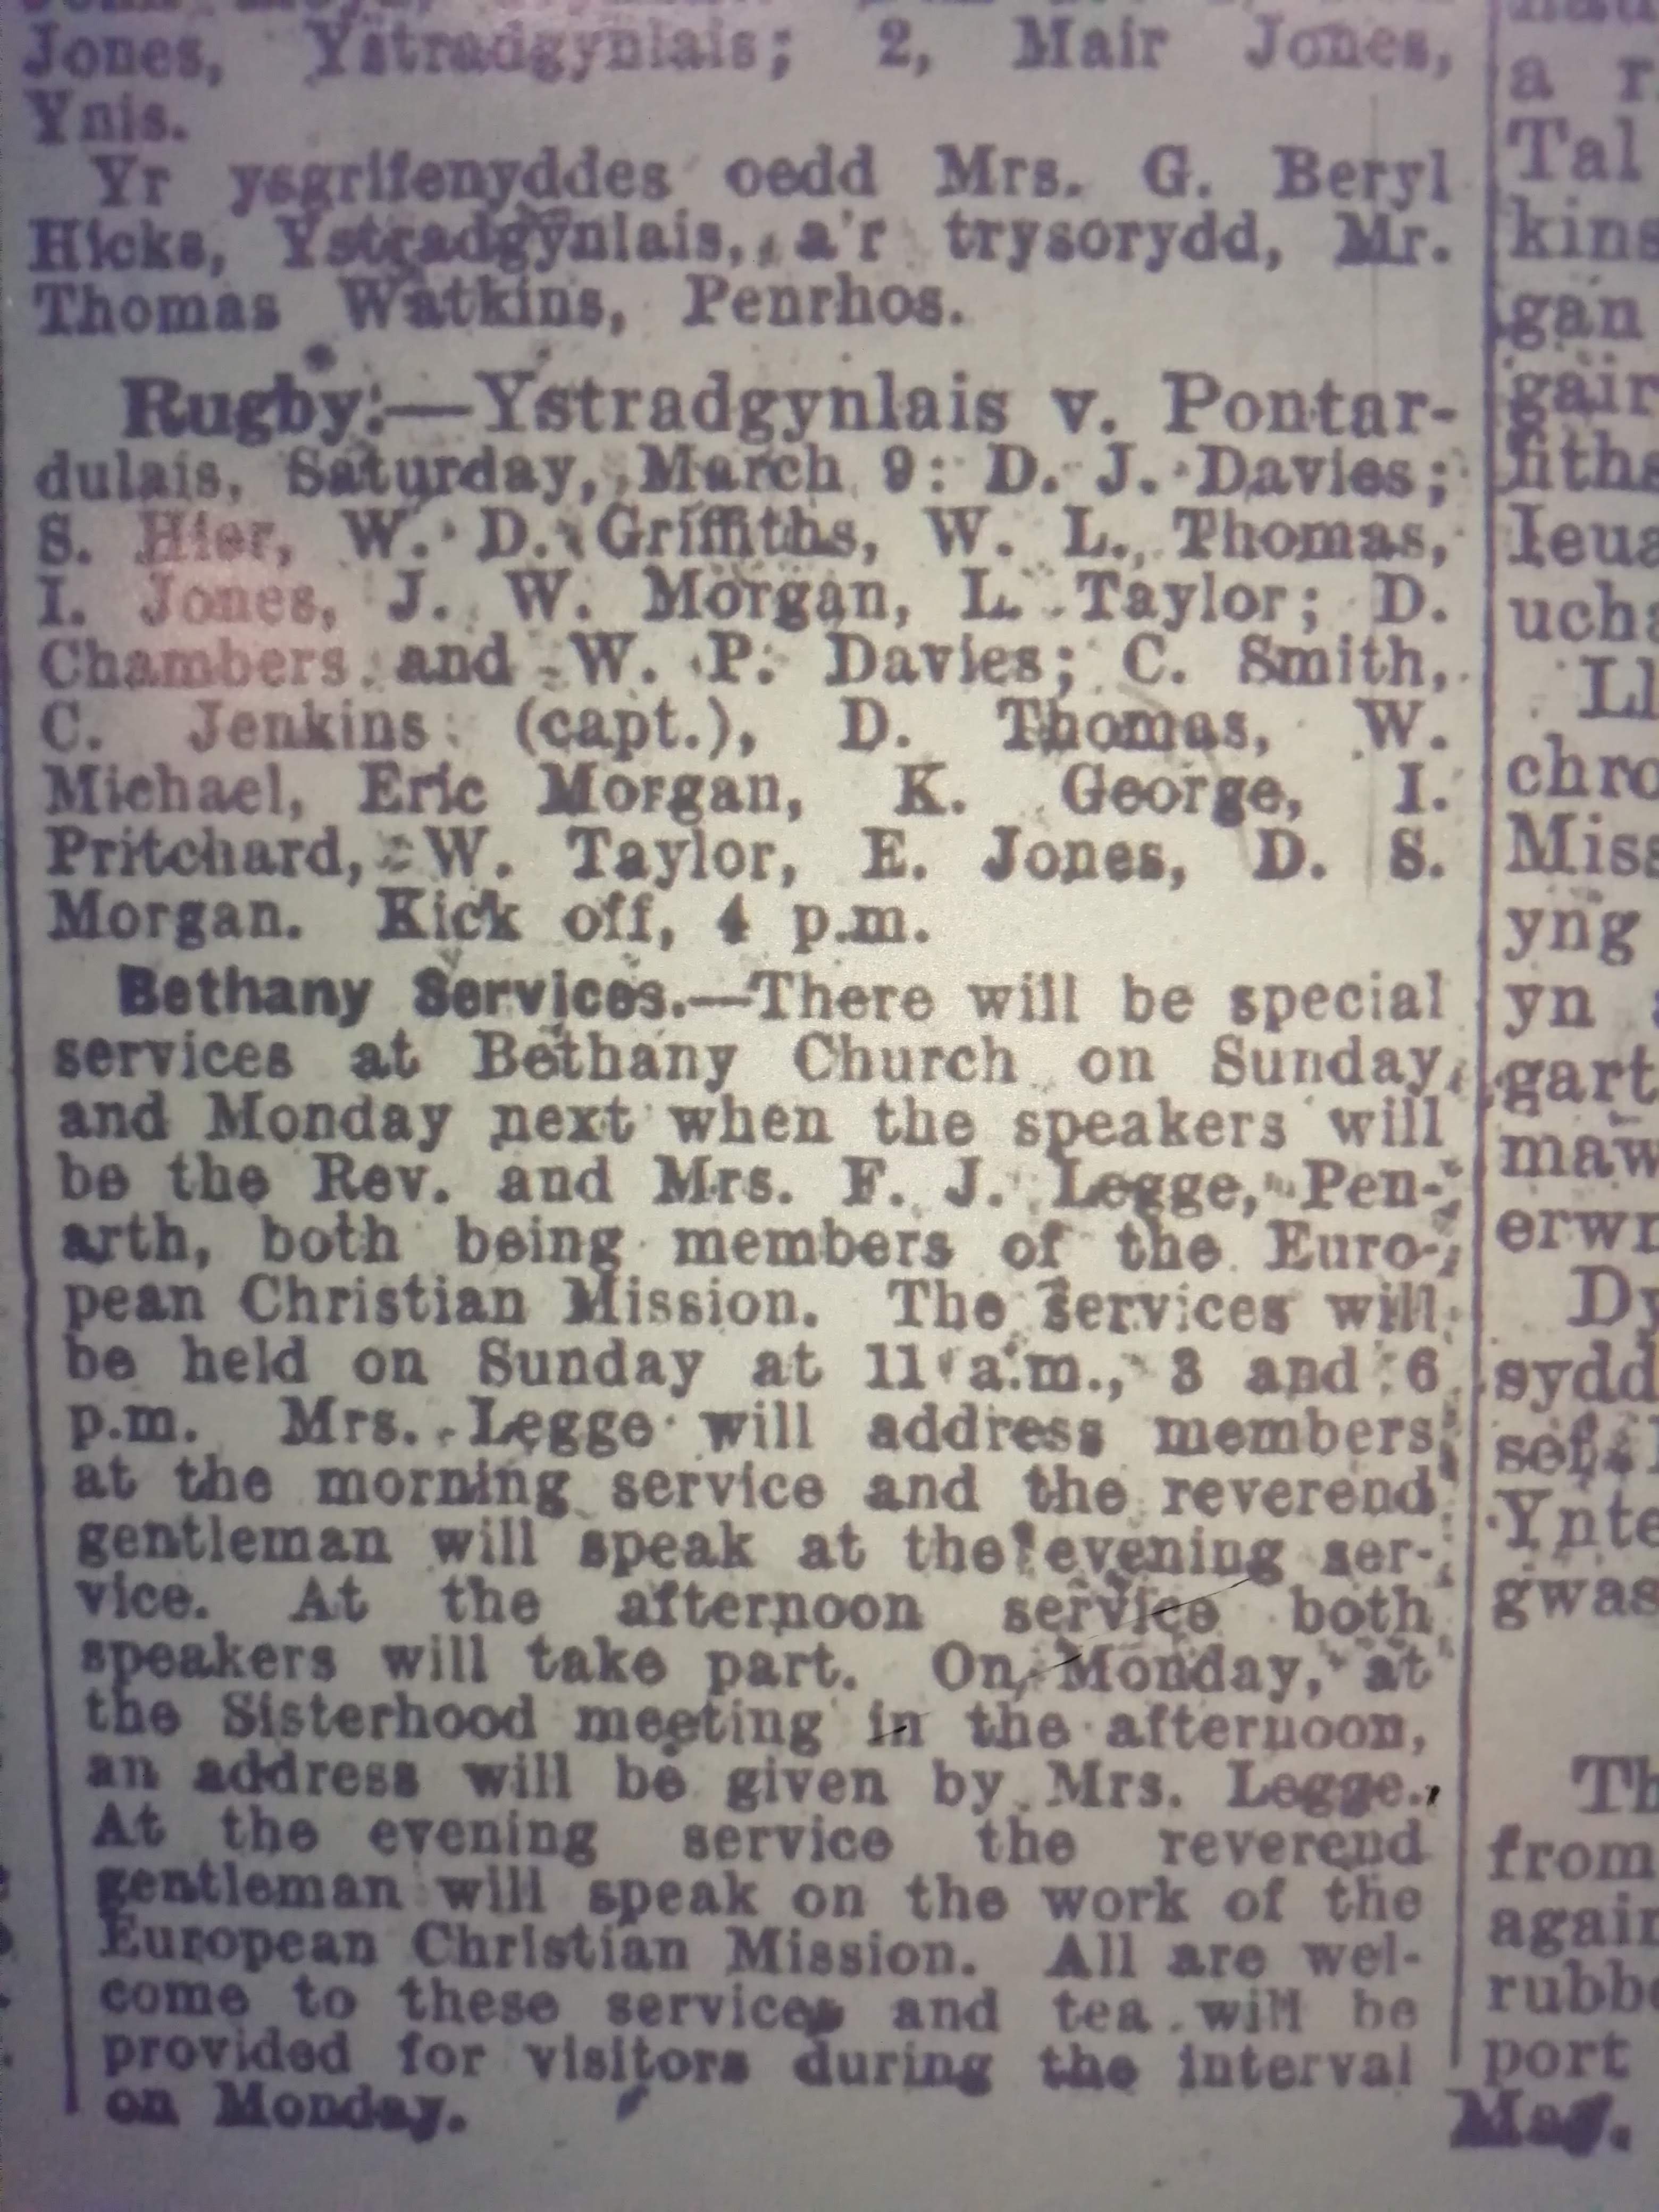 Jones, Ystradgynlais; 2, Mair Jones,
Ynis.
Yr ysgrifenyddes oedd Mrs. G. Beryl
Hicks, Ystradgynlais, a'r trysorydd, Mr.
Thomas Watkins, Penrhos.
Rugby:—Ystradgynlais v. Pontar-
dulais, Saturday, March 9: D. J. Davies;
S. Hier, W. D. Griffiths, W. L. Thomas,
I. Jones, J. W. Morgan, L. Taylor; D.
Chambers and W. P. Davies; C. Smith,
C. Jenkins (capt.), D. Thomas, W.
Michael, Eric Morgan, K. George, I.
Pritchard, W. Taylor, E. Jones, D. S.
Morgan. Kick off, 4 p.m.
Bethany Services.—There will be special
services at Bethany Church on Sunday
and Monday next when the speakers will
be the Rev. and Mrs. F. J. Legge, Pen-
arth, both being members of the Euro-
pean Christian Mission. The services will
be held on Sunday at 11 a.m., 3 and 6
p.m. Mrs. Legge will address members
at the morning service and the reverend
gentleman will speak at the evening ser-
vice. At the afternoon service both
speakers will take part. On Monday, at
the Sisterhood meeting in the afternoon,
an address will be given by Mrs. Legge.
At the evening service the reverend
gentleman will speak on the work of the
European Christian Mission. All are wel-
come to these services and tea will be
provided for visitors during the interval
on Monday.
a r
Tal
kins
gan
gair
fiths
Ieua
ucha
Ll
chro
Miss
yng
yn
gart
maw
erwn
Dy
sydd
sef
Ynte
gwas
Th
from
again
rubbe
port
May.